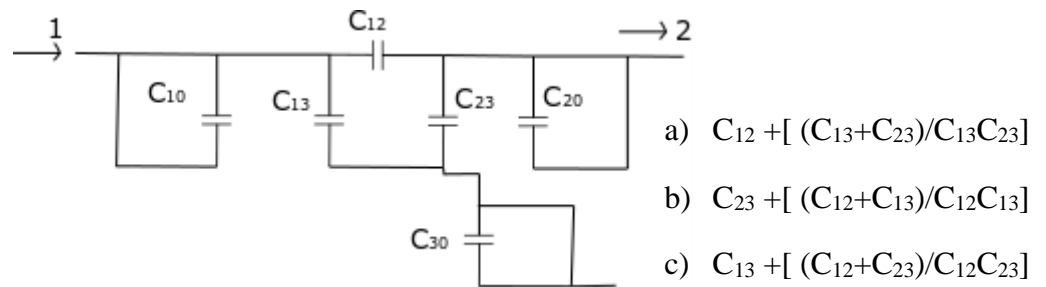 C12
1
2
C10
C13
C23
C20
C30
a) C12 +[ (C13+C23)/C13C23]
b) C23 +[ (C12+C13)/C12C13]
c) C13 +[ (C12+C23)/C12C23]